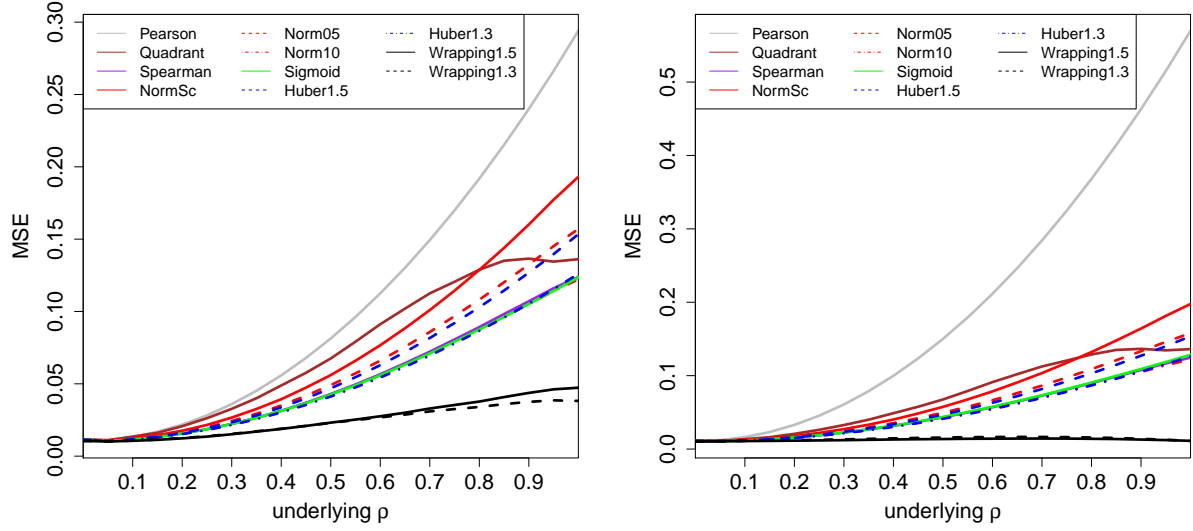 0.00 0.05 0.10 0.15 0.20 0.25 0.30
MSE
Pearson
Quadrant
Spearman
NormSc
Norm05
Norm10
Sigmoid
Huber1.5
Huber1.3
Wrapping1.5
Wrapping1.3
0.1 0.2 0.3 0.4 0.5 0.6 0.7 0.8 0.9
underlying ρ
0.0 0.1 0.2 0.3 0.4 0.5
MSE
Pearson
Quadrant
Spearman
NormSc
Norm05
Norm10
Sigmoid
Huber1.5
Huber1.3
Wrapping1.5
Wrapping1.3
0.1 0.2 0.3 0.4 0.5 0.6 0.7 0.8 0.9
underlying ρ